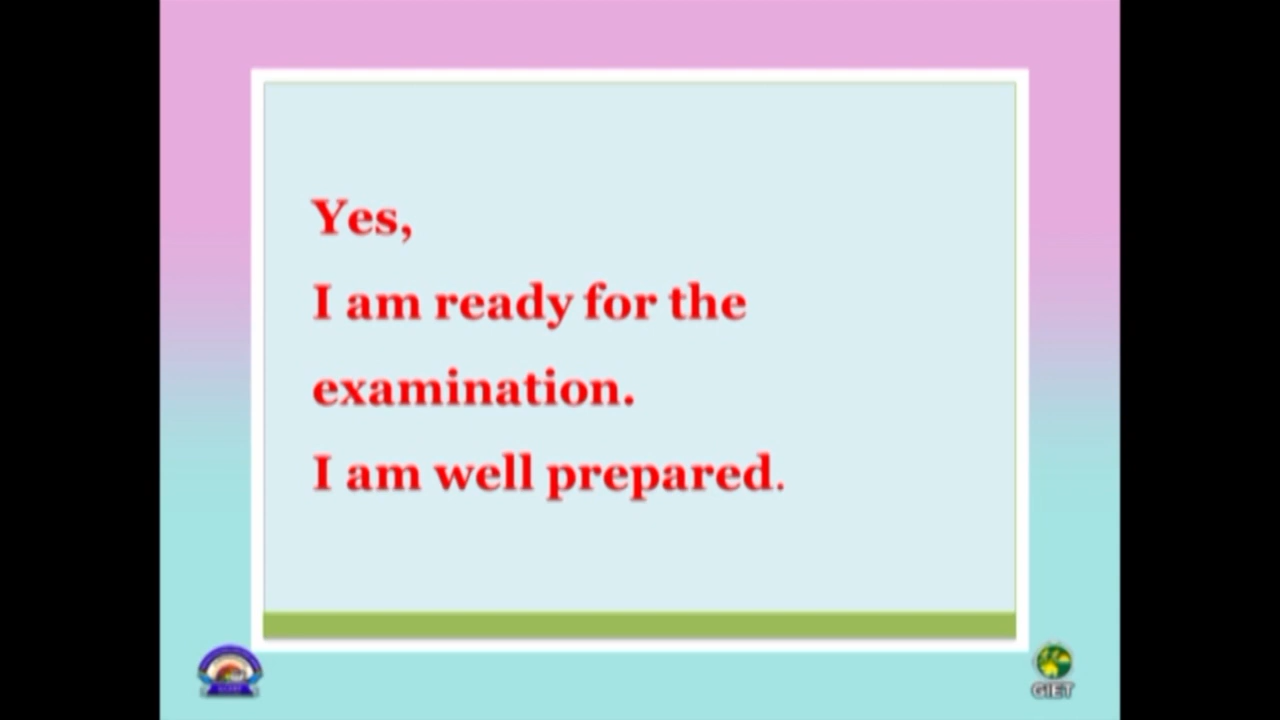 Yes,
I am ready for the
examination.
I am well prepared.
GIET